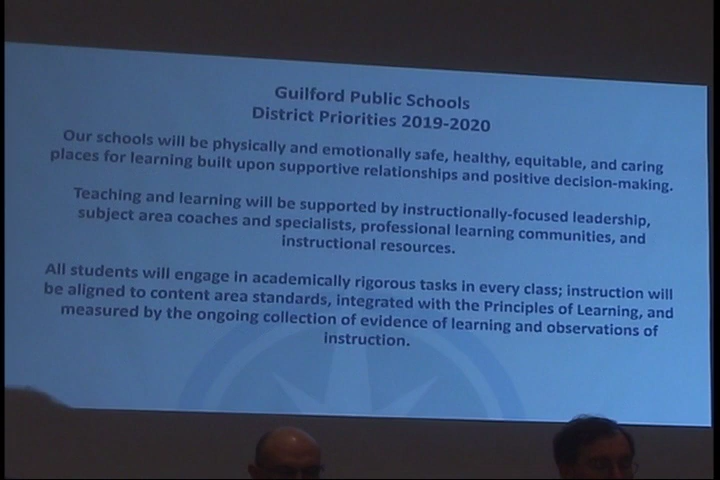 Guilford Public Schools
District Priorities 2019-2020
Our schools will be physically and emotionally safe, healthy, equitable, and caring
places for learning built upon supportive relationships and positive decision-making.
Teaching and learning will be supported by instructionally-focused leadership,
subject area coaches and specialists, professional learning communities, and
instructional resources.
All students will engage in academically rigorous tasks in every class; instruction will
be aligned to content area standards, integrated with the Principles of Learning, and
measured by the ongoing collection of evidence of learning and observations of
instruction.